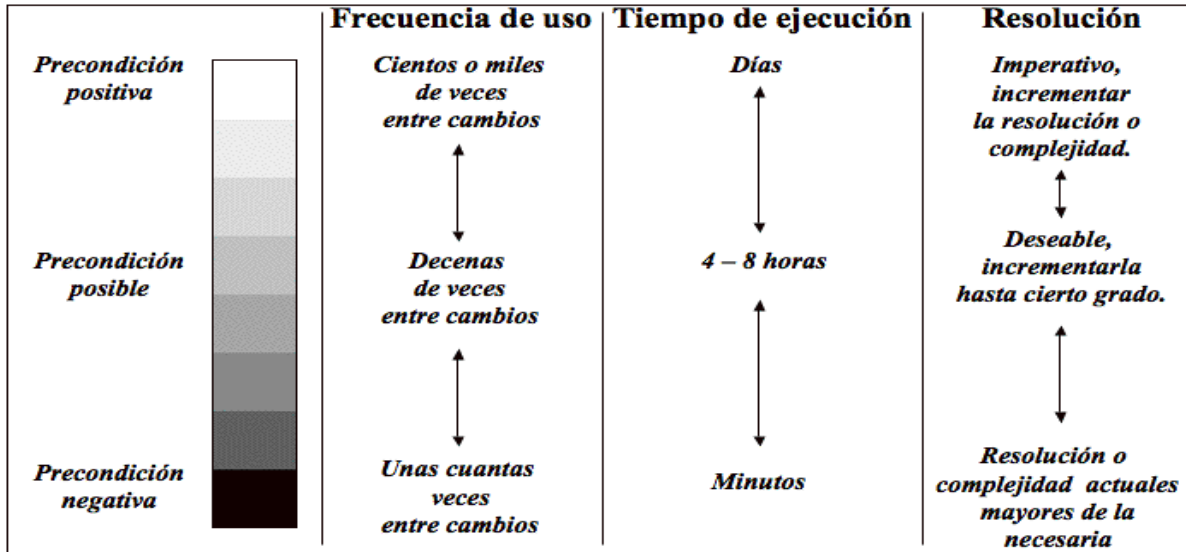 Frecuencia de uso
Tiempo de ejecución
Resolución
Precondición
positiva
Cientos o miles
de veces
entre cambios
Días
Imperativo,
incrementar
la resolución o
complejidad.
Precondición
posible
Decenas
de veces
entre cambios
4 – 8 horas
Deseable,
incrementarla
hasta cierto grado.
Precondición
negativa
Unas cuantas
veces
entre cambios
Minutos
Resolución o
complejidad actuales
mayores de la
necesaria